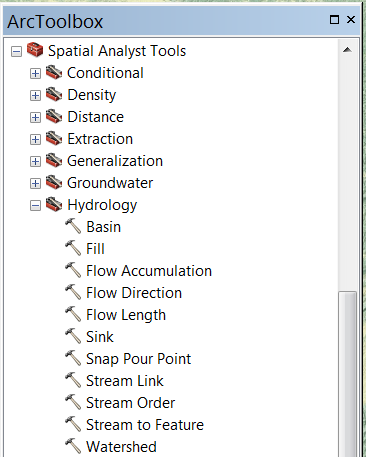 ArcToolbox
Spatial Analyst Tools
Conditional
Density
Distance
Extraction
Generalization
Groundwater
Hydrology
Basin
Fill
Flow Accumulation
Flow Direction
Flow Length
Sink
Snap Pour Point
Stream Link
Stream Order
Stream to Feature
Watershed